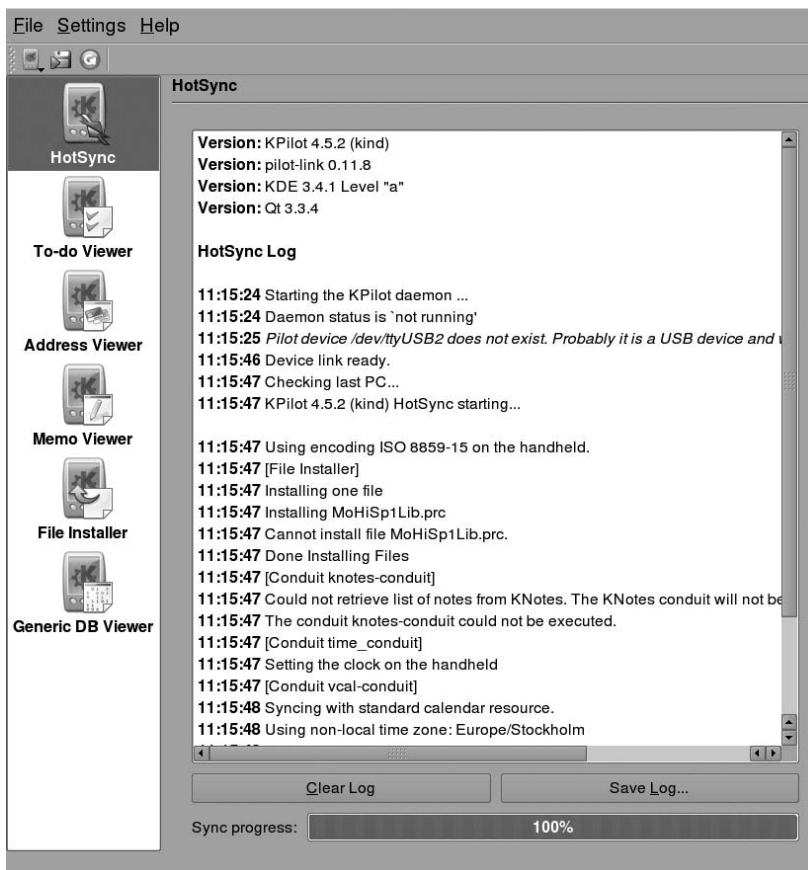 File Settings Help
HotSync
HotSync
To-do Viewer
Address Viewer
Memo Viewer
File Installer
Generic DB Viewer
Version: KPilot 4.5.2 (kind)
Version: pilot-link 0.11.8
Version: KDE 3.4.1 Level "a"
Version: Qt 3.3.4
HotSync Log
11:15:24 Starting the KPilot daemon ...
11:15:24 Daemon status is `not running'
11:15:25 Pilot device /dev/ttyUSB2 does not exist. Probably it is a USB device and
11:15:46 Device link ready.
11:15:47 Checking last PC...
11:15:47 KPilot 4.5.2 (kind) HotSync starting...
11:15:47 Using encoding ISO 8859-15 on the handheld.
11:15:47 [File Installer]
11:15:47 Installing one file
11:15:47 Installing MoHiSp1Lib.prc
11:15:47 Cannot install file MoHiSp1Lib.prc.
11:15:47 Done Installing Files
11:15:47 [Conduit knotes-conduit]
11:15:47 Could not retrieve list of notes from KNotes. The KNotes conduit will not be
11:15:47 The conduit knotes-conduit could not be executed.
11:15:47 [Conduit time_conduit]
11:15:47 Setting the clock on the handheld
11:15:47 [Conduit vcal-conduit]
11:15:48 Syncing with standard calendar resource.
11:15:48 Using non-local time zone: Europe/Stockholm
Clear Log
Save Log...
Sync progress: 100%